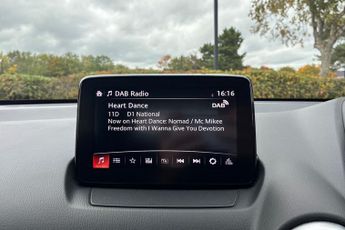 DAB Radio 16:16
Heart Dance DAB
11D D1 National
Now on Heart Dance: Nomad / Mc Mikee
Freedom with I Wanna Give You Devotion